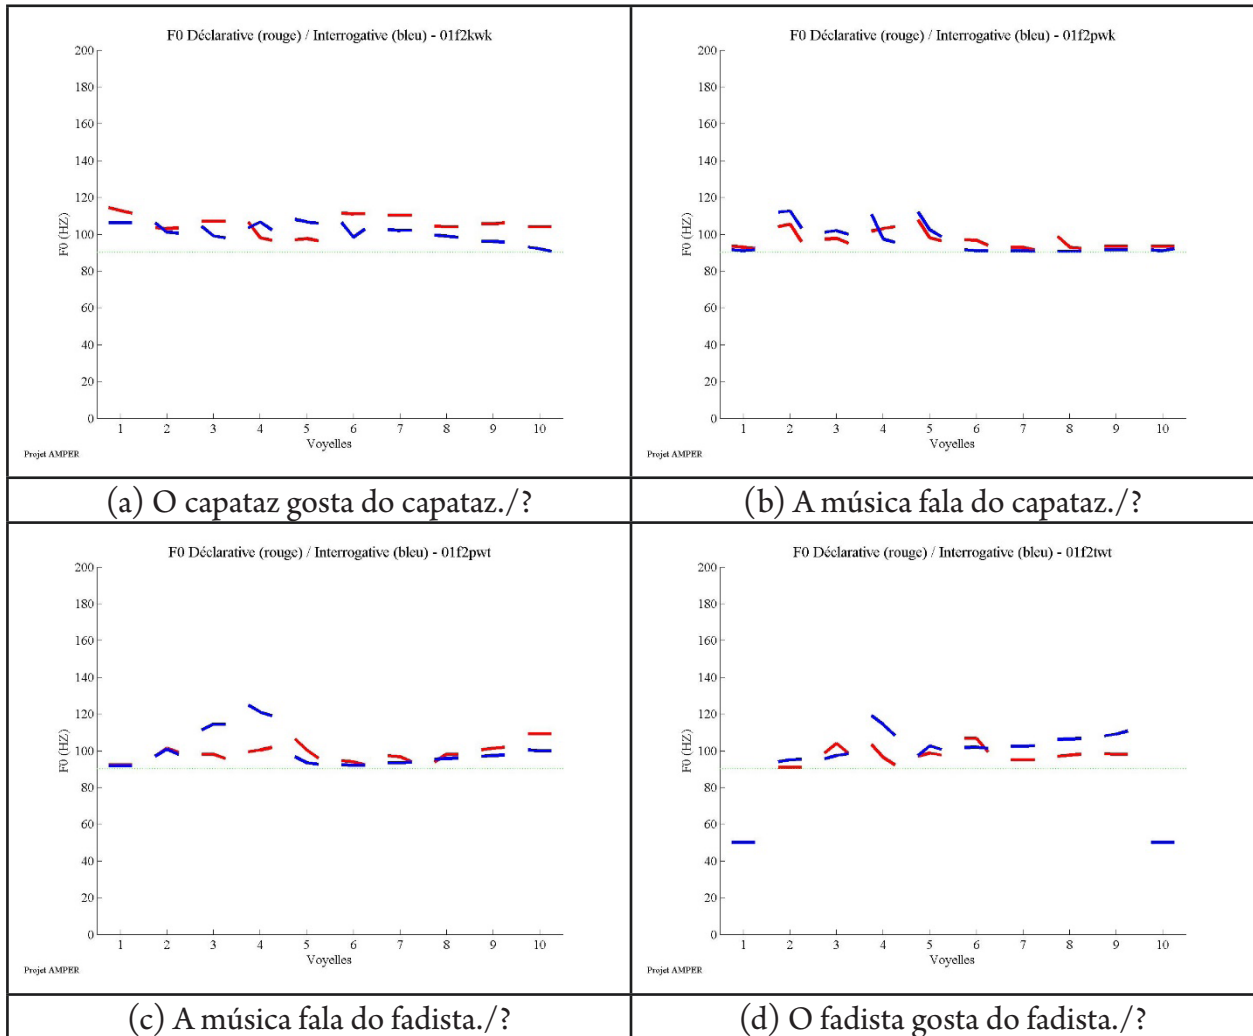 F0 Déclarative (rouge) / Interrogative (bleu) - 01f2kwk
200
180
160
140
120
100
80
60
40
20
0
F0 (HZ)
1 2 3 4 5 6 7 8 9 10
Voyelles
Projet AMPER
(a) O capataz gosta do capataz./?
F0 Déclarative (rouge) / Interrogative (bleu) - 01f2pwk
200
180
160
140
120
100
80
60
40
20
0
F0 (HZ)
1 2 3 4 5 6 7 8 9 10
Voyelles
Projet AMPER
(b) A música fala do capataz./?
F0 Déclarative (rouge) / Interrogative (bleu) - 01f2pwt
200
180
160
140
120
100
80
60
40
20
0
F0 (HZ)
1 2 3 4 5 6 7 8 9 10
Voyelles
Projet AMPER
(c) A música fala do fadista./?
F0 Déclarative (rouge) / Interrogative (bleu) - 01f2twt
200
180
160
140
120
100
80
60
40
20
0
F0 (HZ)
1 2 3 4 5 6 7 8 9 10
Voyelles
Projet AMPER
(d) O fadista gosta do fadista./?